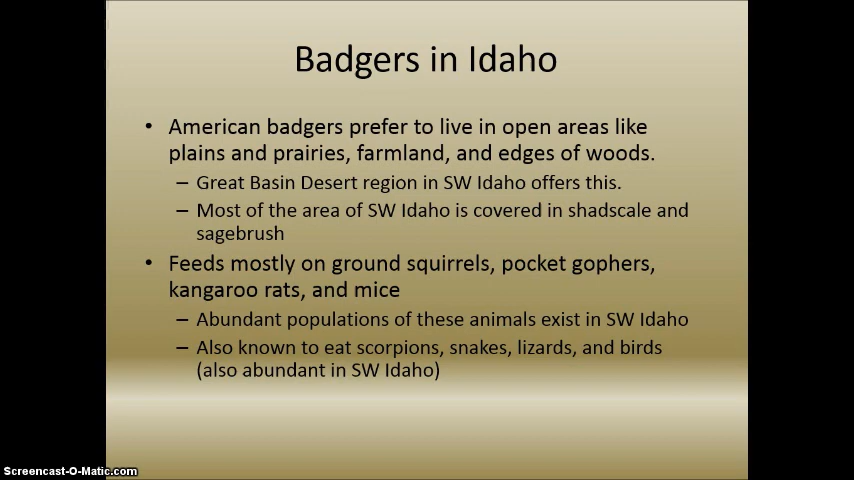 Badgers in Idaho
• American badgers prefer to live in open areas like
plains and prairies, farmland, and edges of woods.
– Great Basin Desert region in SW Idaho offers this.
– Most of the area of SW Idaho is covered in shadscale and
sagebrush
• Feeds mostly on ground squirrels, pocket gophers,
kangaroo rats, and mice
– Abundant populations of these animals exist in SW Idaho
– Also known to eat scorpions, snakes, lizards, and birds
(also abundant in SW Idaho)
Screencast-O-Matic.com